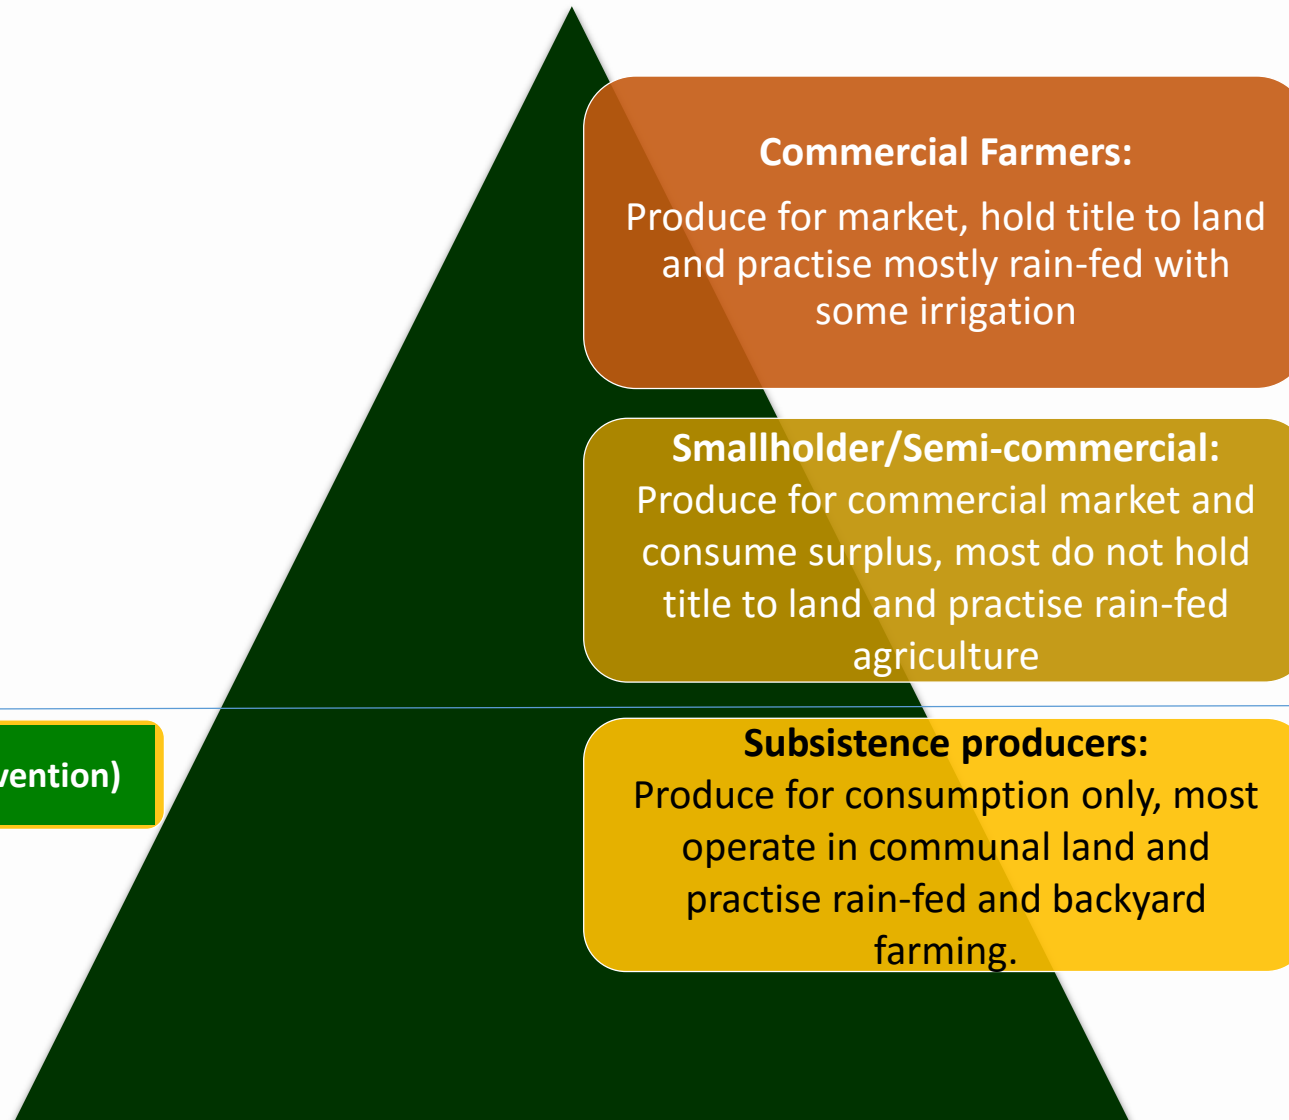 Commercial Farmers:
Produce for market, hold title to land
and practise mostly rain-fed with
some irrigation
Smallholder/Semi-commercial:
Produce for commercial market and
consume surplus, most do not hold
title to land and practise rain-fed
agriculture
vention)
Subsistence producers:
Produce for consumption only, most
operate in communal land and
practise rain-fed and backyard
farming.